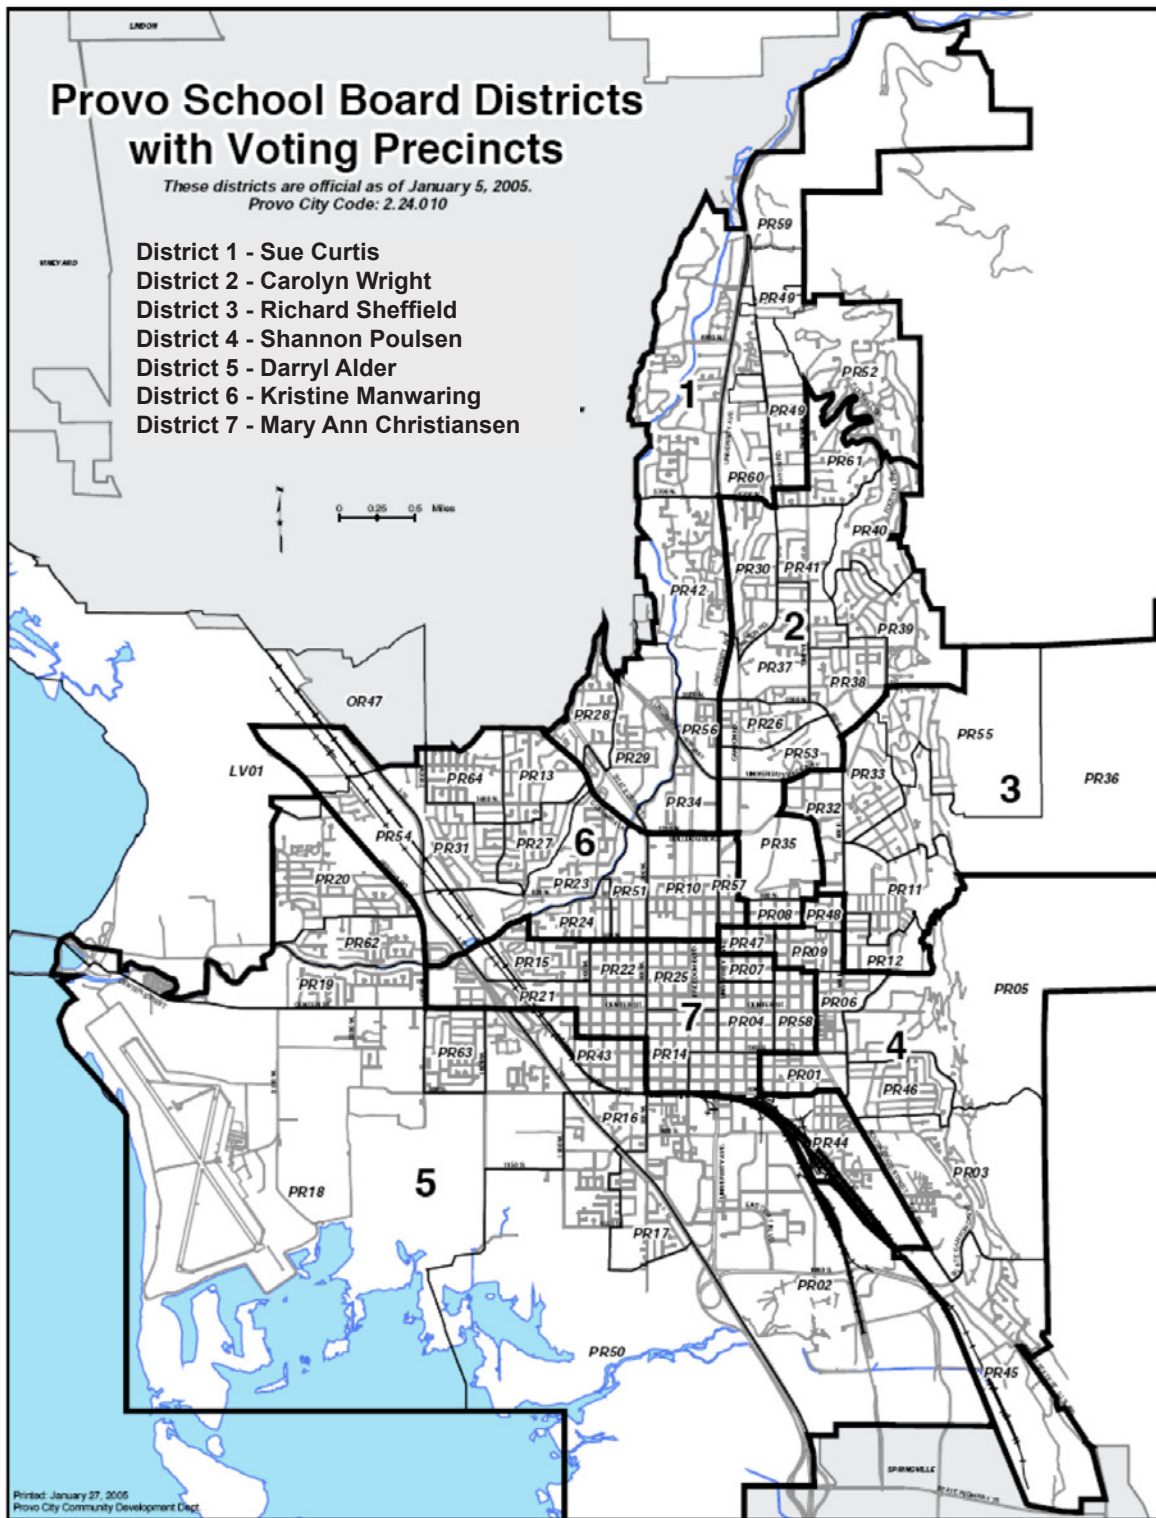 LINDON
Provo School Board Districts
with Voting Precincts
These districts are official as of January 5, 2005.
Provo City Code: 2.24.010
District 1 - Sue Curtis
District 2 - Carolyn Wright
District 3 - Richard Sheffield
District 4 - Shannon Poulsen
District 5 - Darryl Alder
District 6 - Kristine Manwaring
District 7 - Mary Ann Christiansen
VINEYARD
N
0 0.25 0.5 Miles
PR59
PR49
PR52
1
PR49
PR61
PR60
PR40
PR30
PR41
PR42
2
PR39
PR37
PR38
OR47
PR28
PR56
PR26
PR55
PR29
PR53
LV01
PR64
PR13
PR33
3
PR36
PR34
PR32
PR54
PR31
PR27
6
PR35
PR20
PR23
PR51
PR10
PR57
PR11
PR24
PR08
PR48
PR62
PR47
PR09
PR15
PR22
PR25
PR07
PR12
PR19
PR21
PR05
PR06
CENTER ST.
7
PR04
PR58
PR63
PR43
PR14
4
PR01
PR46
PR16
PR44
PR03
PR18
5
PR17
PR02
PR50
PR45
SPRINGVILLE
Printed: January 27, 2005
Provo City Community Development Dept.